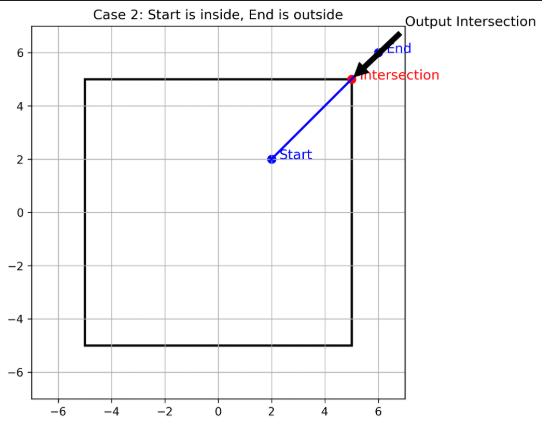 Case 2: Start is inside, End is outside
Output Intersection
End
Intersection
Start
6
4
2
0
−2
−4
−6
−6
−4
−2
0
2
4
6